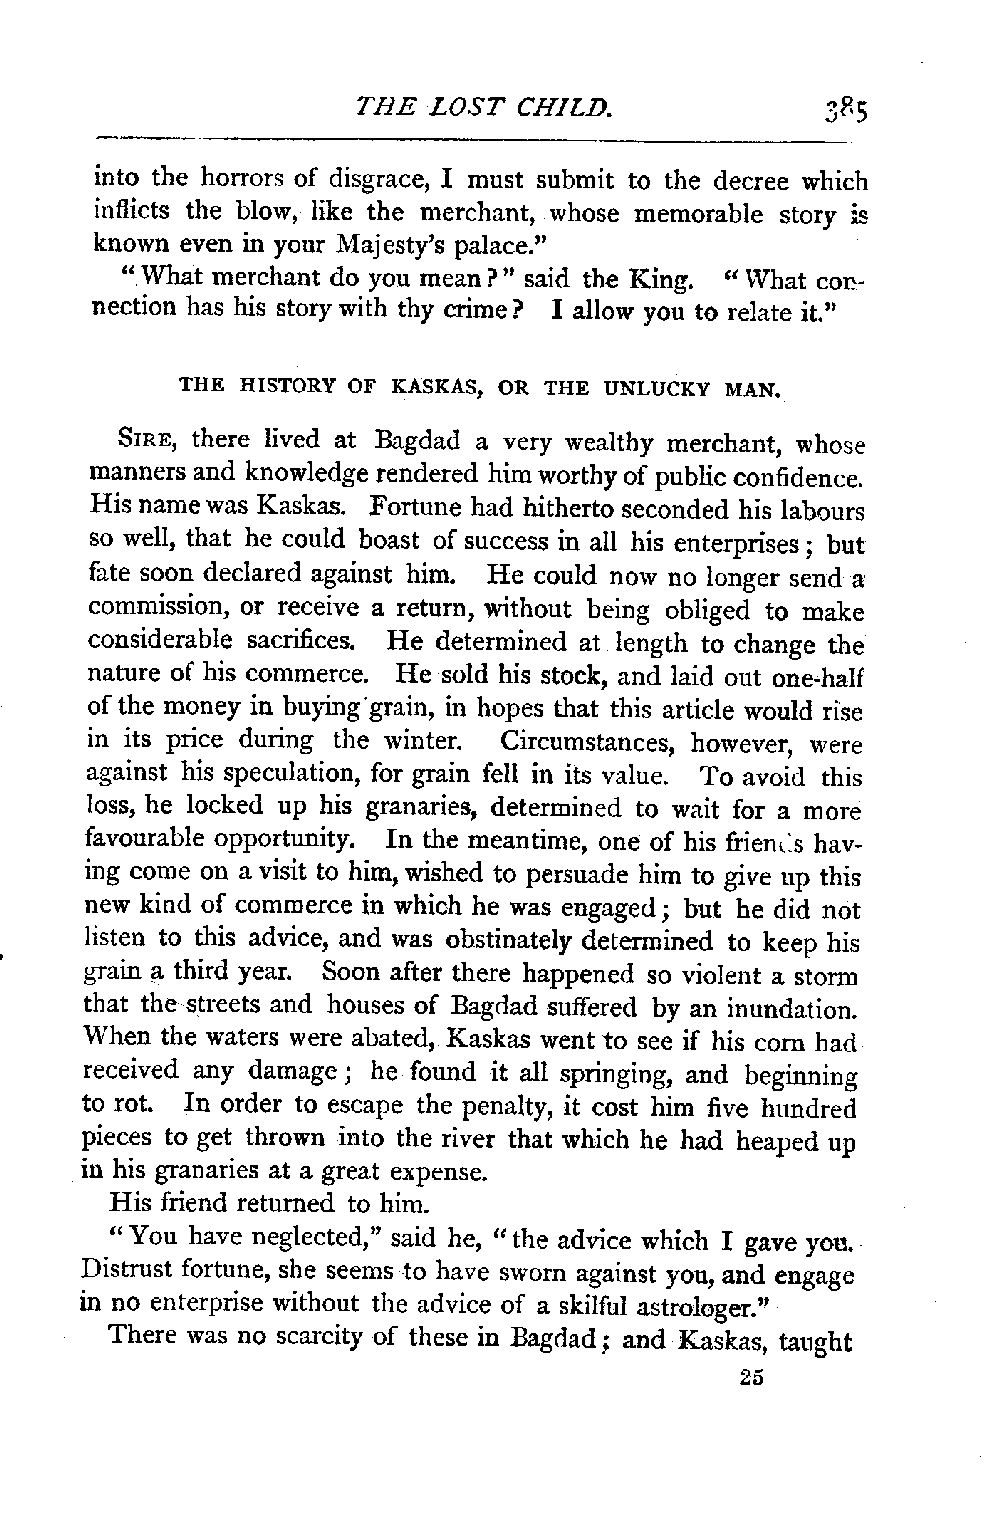 THE LOST CHILD. 385
into the horrors of disgrace, I must submit to the decree which
inflicts the blow, like the merchant, whose memorable story is
known even in your Majesty's palace."
"What merchant do you mean?" said the King. "What con-
nection has his story with thy crime? I allow you to relate it."
THE HISTORY OF KASKAS, OR THE UNLUCKY MAN.
SIRE, there lived at Bagdad a very wealthy merchant, whose
manners and knowledge rendered him worthy of public confidence.
His name was Kaskas. Fortune had hitherto seconded his labours
so well, that he could boast of success in all his enterprises; but
fate soon declared against him. He could now no longer send a
commission, or receive a return, without being obliged to make
considerable sacrifices. He determined at length to change the
nature of his commerce. He sold his stock, and laid out one-half
of the money in buying grain, in hopes that this article would rise
in its price during the winter. Circumstances, however, were
against his speculation, for grain fell in its value. To avoid this
loss, he locked up his granaries, determined to wait for a more
favourable opportunity. In the meantime, one of his friends hav-
ing come on a visit to him, wished to persuade him to give up this
new kind of commerce in which he was engaged; but he did not
listen to this advice, and was obstinately determined to keep his
grain a third year. Soon after there happened so violent a storm
that the streets and houses of Bagdad suffered by an inundation.
When the waters were abated, Kaskas went to see if his corn had
received any damage; he found it all springing, and beginning
to rot. In order to escape the penalty, it cost him five hundred
pieces to get thrown into the river that which he had heaped up
in his granaries at a great expense.
His friend returned to him.
"You have neglected," said he, "the advice which I gave you.
Distrust fortune, she seems to have sworn against you, and engage
in no enterprise without the advice of a skilful astrologer."
There was no scarcity of these in Bagdad; and Kaskas, taught
25